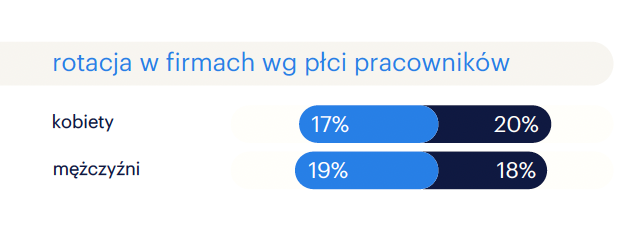 rotacja w firmach wg płci pracowników
kobiety 17% 20%
mężczyźni 19% 18%